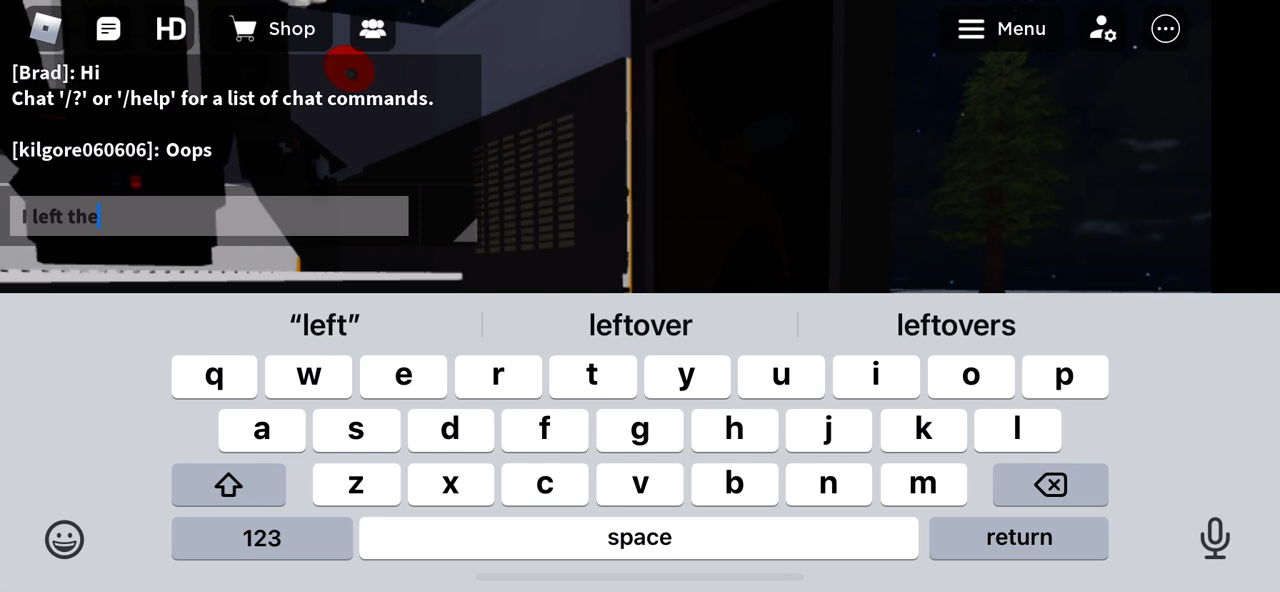 HD Shop Menu
[Brad]: Hi
Chat '/?' or '/help' for a list of chat commands.
[kilgore060606]: Oops
I left the
“left” leftover leftovers
q w e r t y u i o p
a s d f g h j k l
z x c v b n m
123 space return